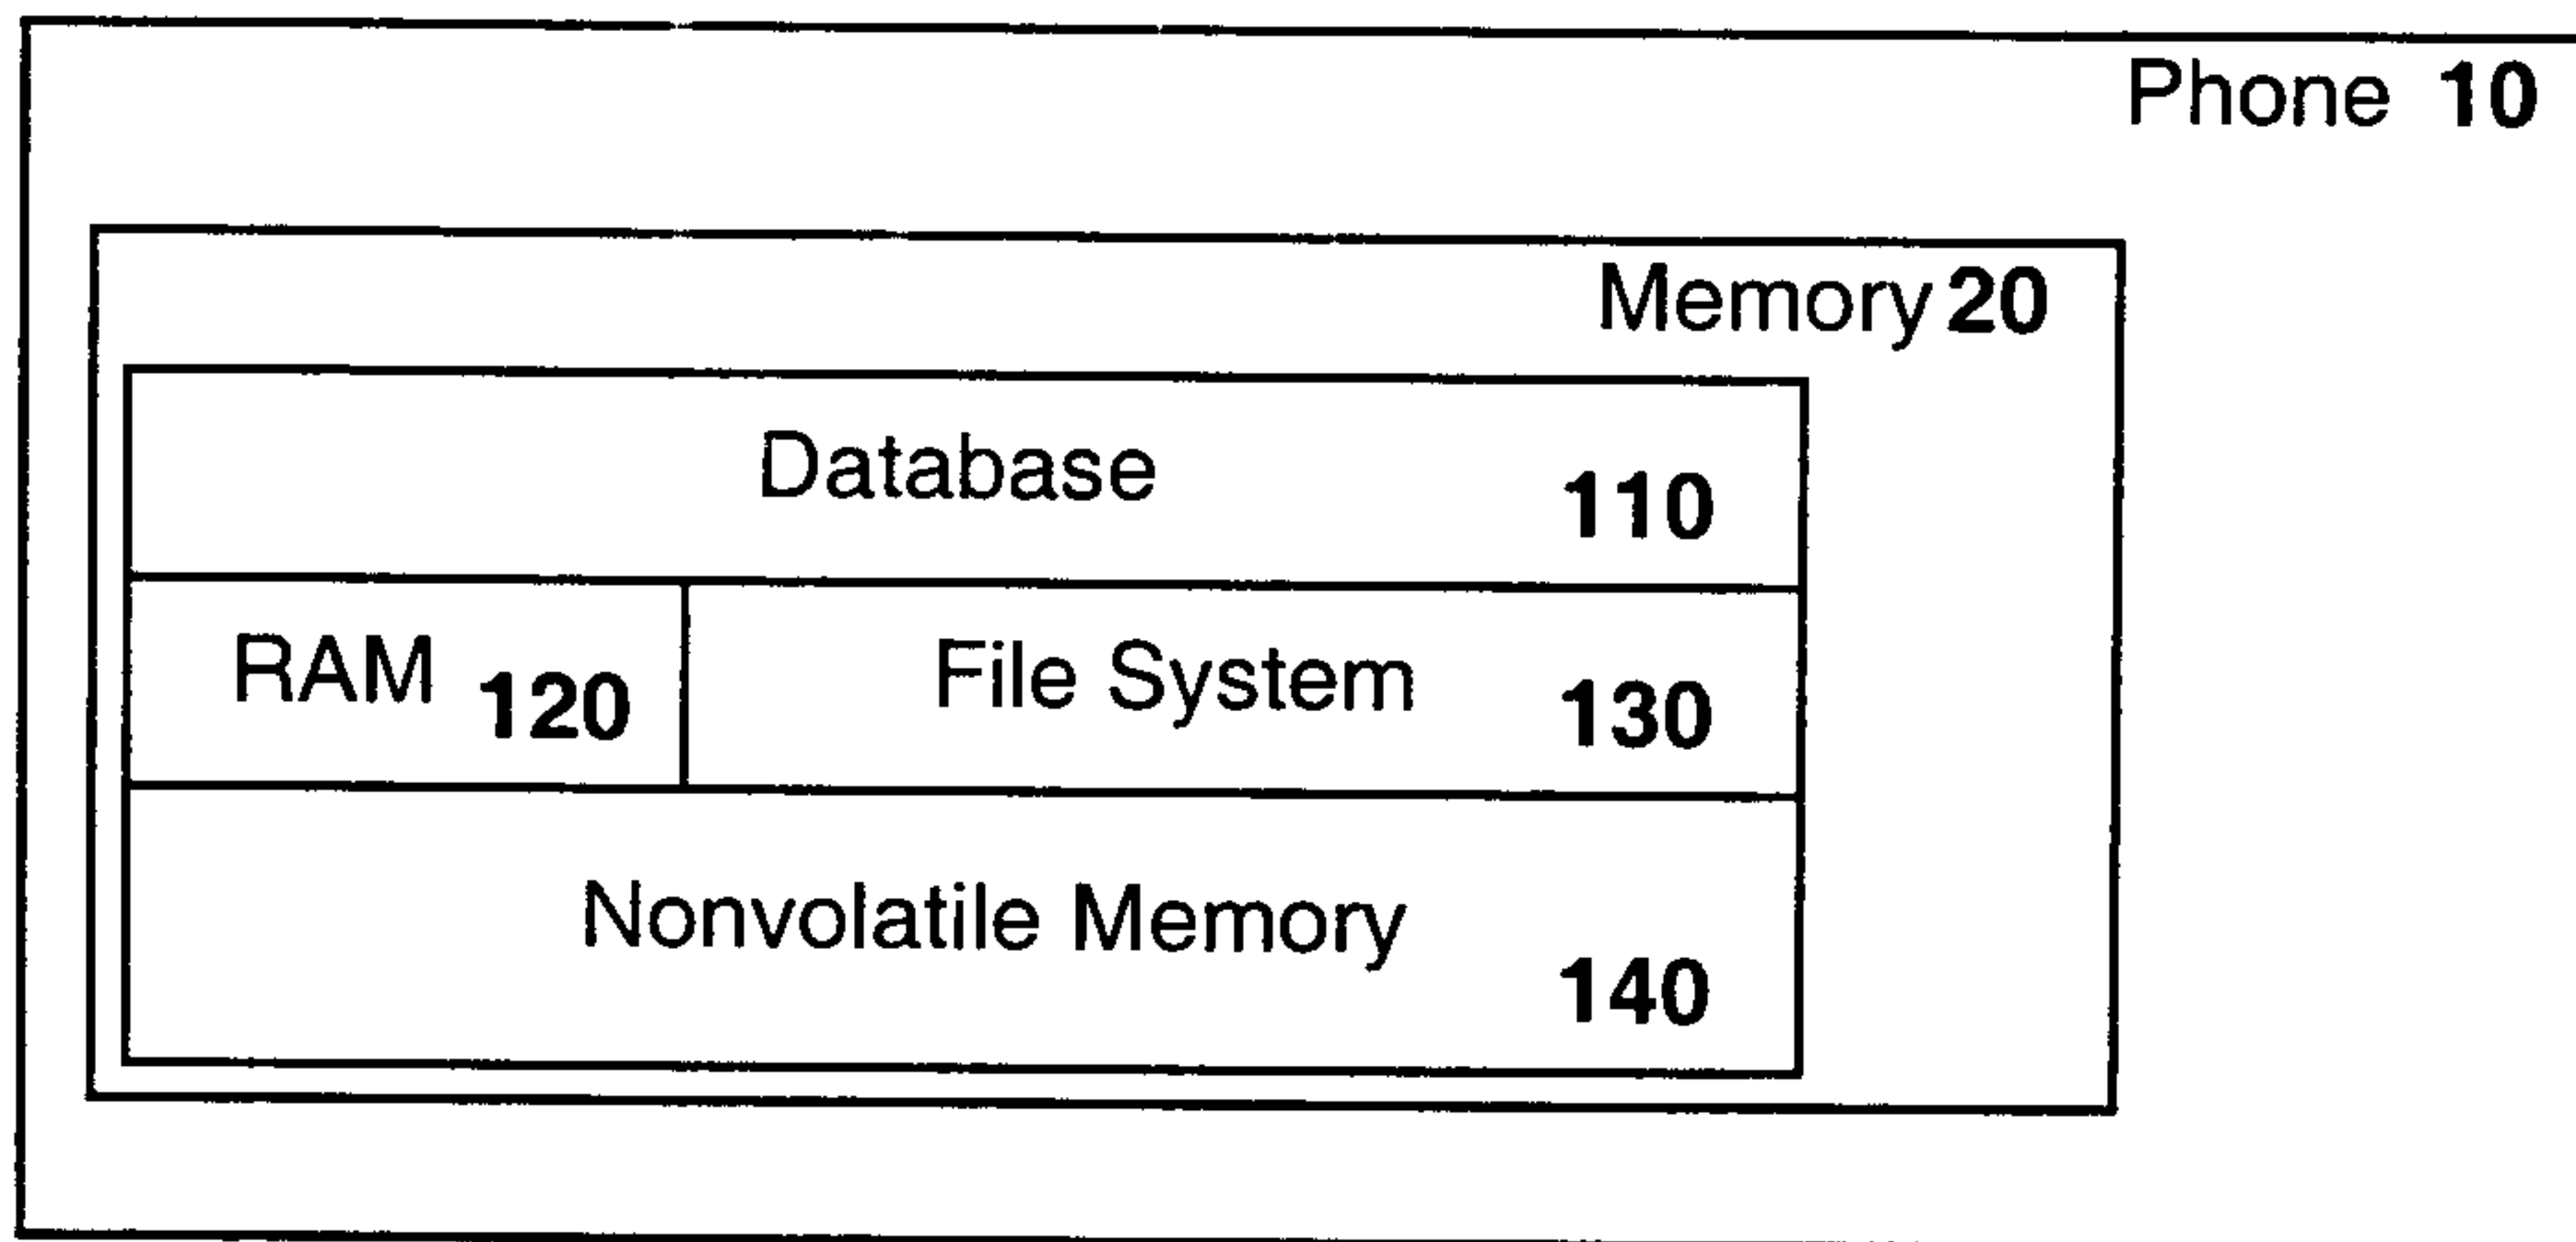 Phone 10
Memory 20
Database 110
RAM 120 File System 130
Nonvolatile Memory 140